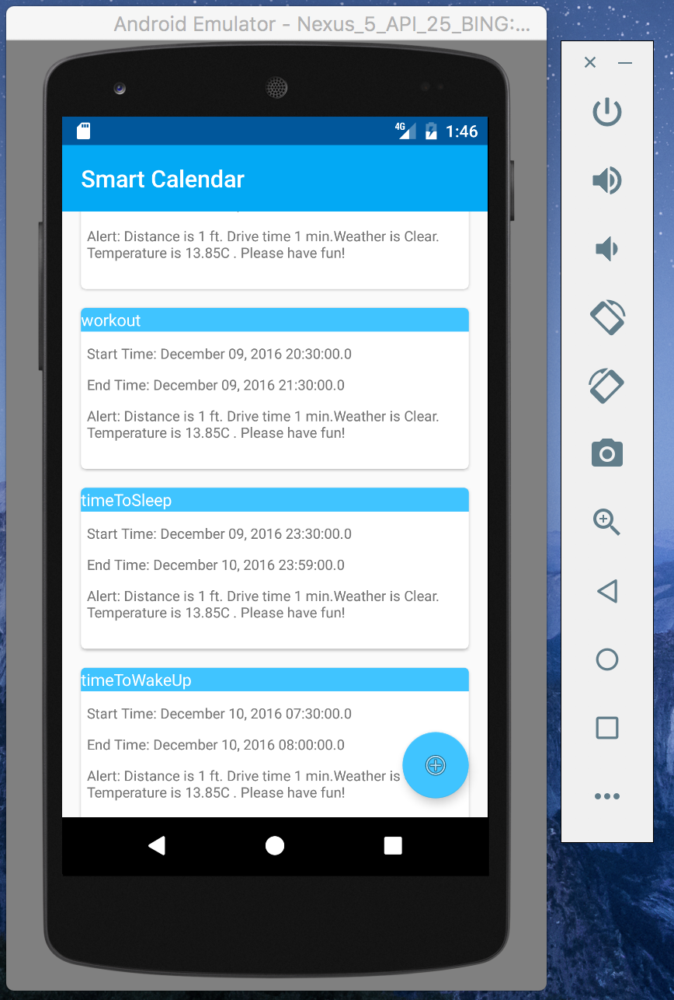 Android Emulator - Nexus_5_API_25_BING:...
4G 1:46
Smart Calendar
Alert: Distance is 1 ft. Drive time 1 min.Weather is Clear.
Temperature is 13.85C . Please have fun!
workout
Start Time: December 09, 2016 20:30:00.0
End Time: December 09, 2016 21:30:00.0
Alert: Distance is 1 ft. Drive time 1 min.Weather is Clear.
Temperature is 13.85C . Please have fun!
timeToSleep
Start Time: December 09, 2016 23:30:00.0
End Time: December 10, 2016 23:59:00.0
Alert: Distance is 1 ft. Drive time 1 min.Weather is Clear.
Temperature is 13.85C . Please have fun!
timeToWakeUp
Start Time: December 10, 2016 07:30:00.0
End Time: December 10, 2016 08:00:00.0
Alert: Distance is 1 ft. Drive time 1 min.Weather is
Temperature is 13.85C . Please have fun!